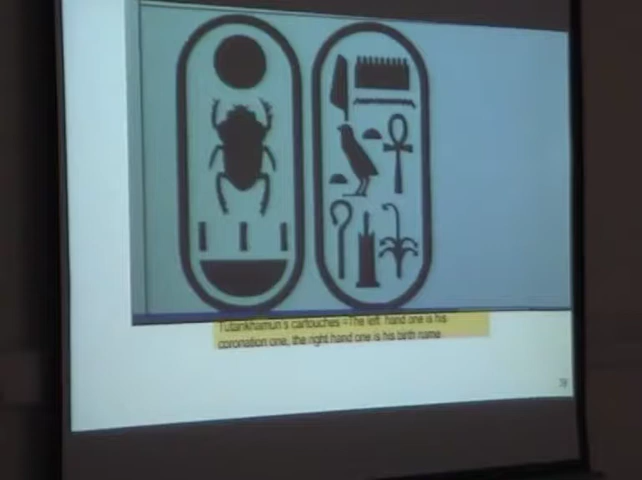 Tutankhamun's cartouches =The left hand one is his
coronation one, the right hand one is his birth name